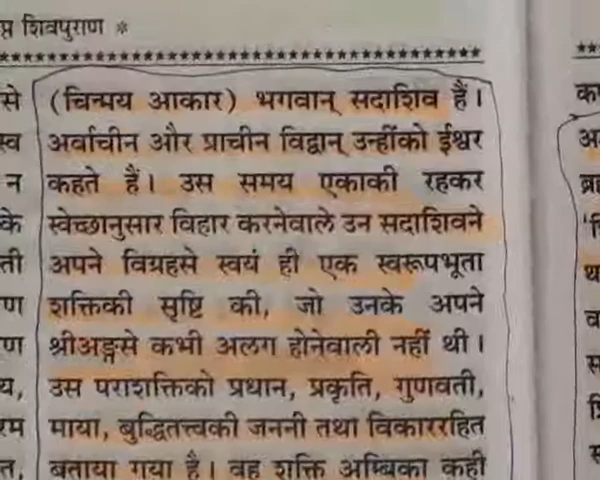 शिवपुराण *
(चिन्मय आकार) भगवान् सदाशिव हैं।
अर्वाचीन और प्राचीन विद्वान् उन्हींको ईश्वर
कहते हैं। उस समय एकाकी रहकर
स्वेच्छानुसार विहार करनेवाले उन सदाशिवने
अपने विग्रहसे स्वयं ही एक स्वरूपभूता
शक्तिकी सृष्टि की, जो उनके अपने
श्रीअङ्गसे कभी अलग होनेवाली नहीं थी।
उस पराशक्तिको प्रधान, प्रकृति, गुणवती,
माया, बुद्धितत्त्वकी जननी तथा विकाररहित
बताया गया है। वह शक्ति अम्बिका कही